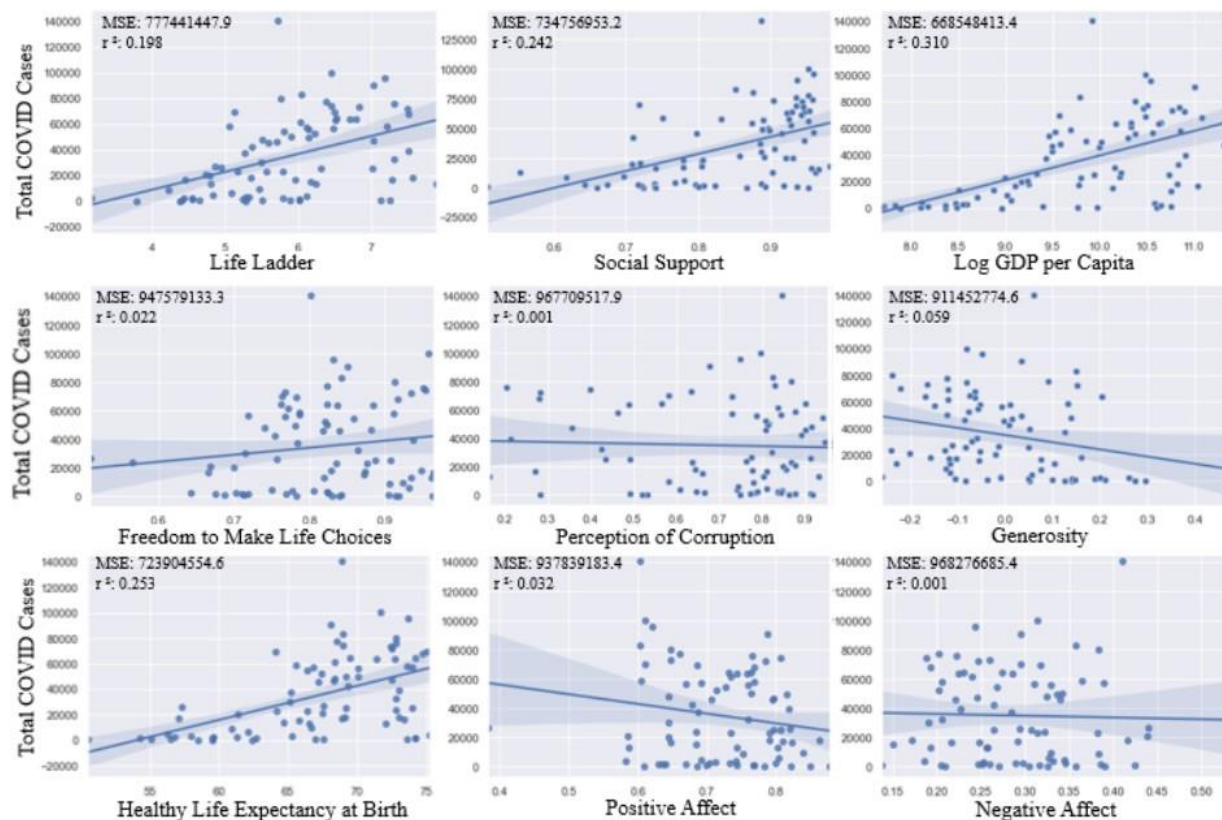 Total COVID Cases
MSE: 777441447.9
r ²: 0.198
140000
120000
100000
80000
60000
40000
20000
0
−20000
4 5 6 7
Life Ladder
MSE: 734756953.2
r ²: 0.242
125000
100000
75000
50000
25000
0
−25000
0.6 0.7 0.8 0.9
Social Support
MSE: 668548413.4
r ²: 0.310
140000
120000
100000
80000
60000
40000
20000
0
8.0 8.5 9.0 9.5 10.0 10.5 11.0
Log GDP per Capita
Total COVID Cases
MSE: 947579133.3
r ²: 0.022
140000
120000
100000
80000
60000
40000
20000
0
0.6 0.7 0.8 0.9
Freedom to Make Life Choices
MSE: 967709517.9
r ²: 0.001
140000
120000
100000
80000
60000
40000
20000
0
0.2 0.3 0.4 0.5 0.6 0.7 0.8 0.9
Perception of Corruption
MSE: 911452774.6
r ²: 0.059
140000
120000
100000
80000
60000
40000
20000
0
−0.2 −0.1 0.0 0.1 0.2 0.3 0.4
Generosity
Total COVID Cases
MSE: 723904554.6
r ²: 0.253
140000
120000
100000
80000
60000
40000
20000
0
−20000
55 60 65 70 75
Healthy Life Expectancy at Birth
MSE: 937839183.4
r ²: 0.032
140000
120000
100000
80000
60000
40000
20000
0
0.4 0.5 0.6 0.7 0.8
Positive Affect
MSE: 968276685.4
r ²: 0.001
140000
120000
100000
80000
60000
40000
20000
0
0.15 0.20 0.25 0.30 0.35 0.40 0.45 0.50
Negative Affect